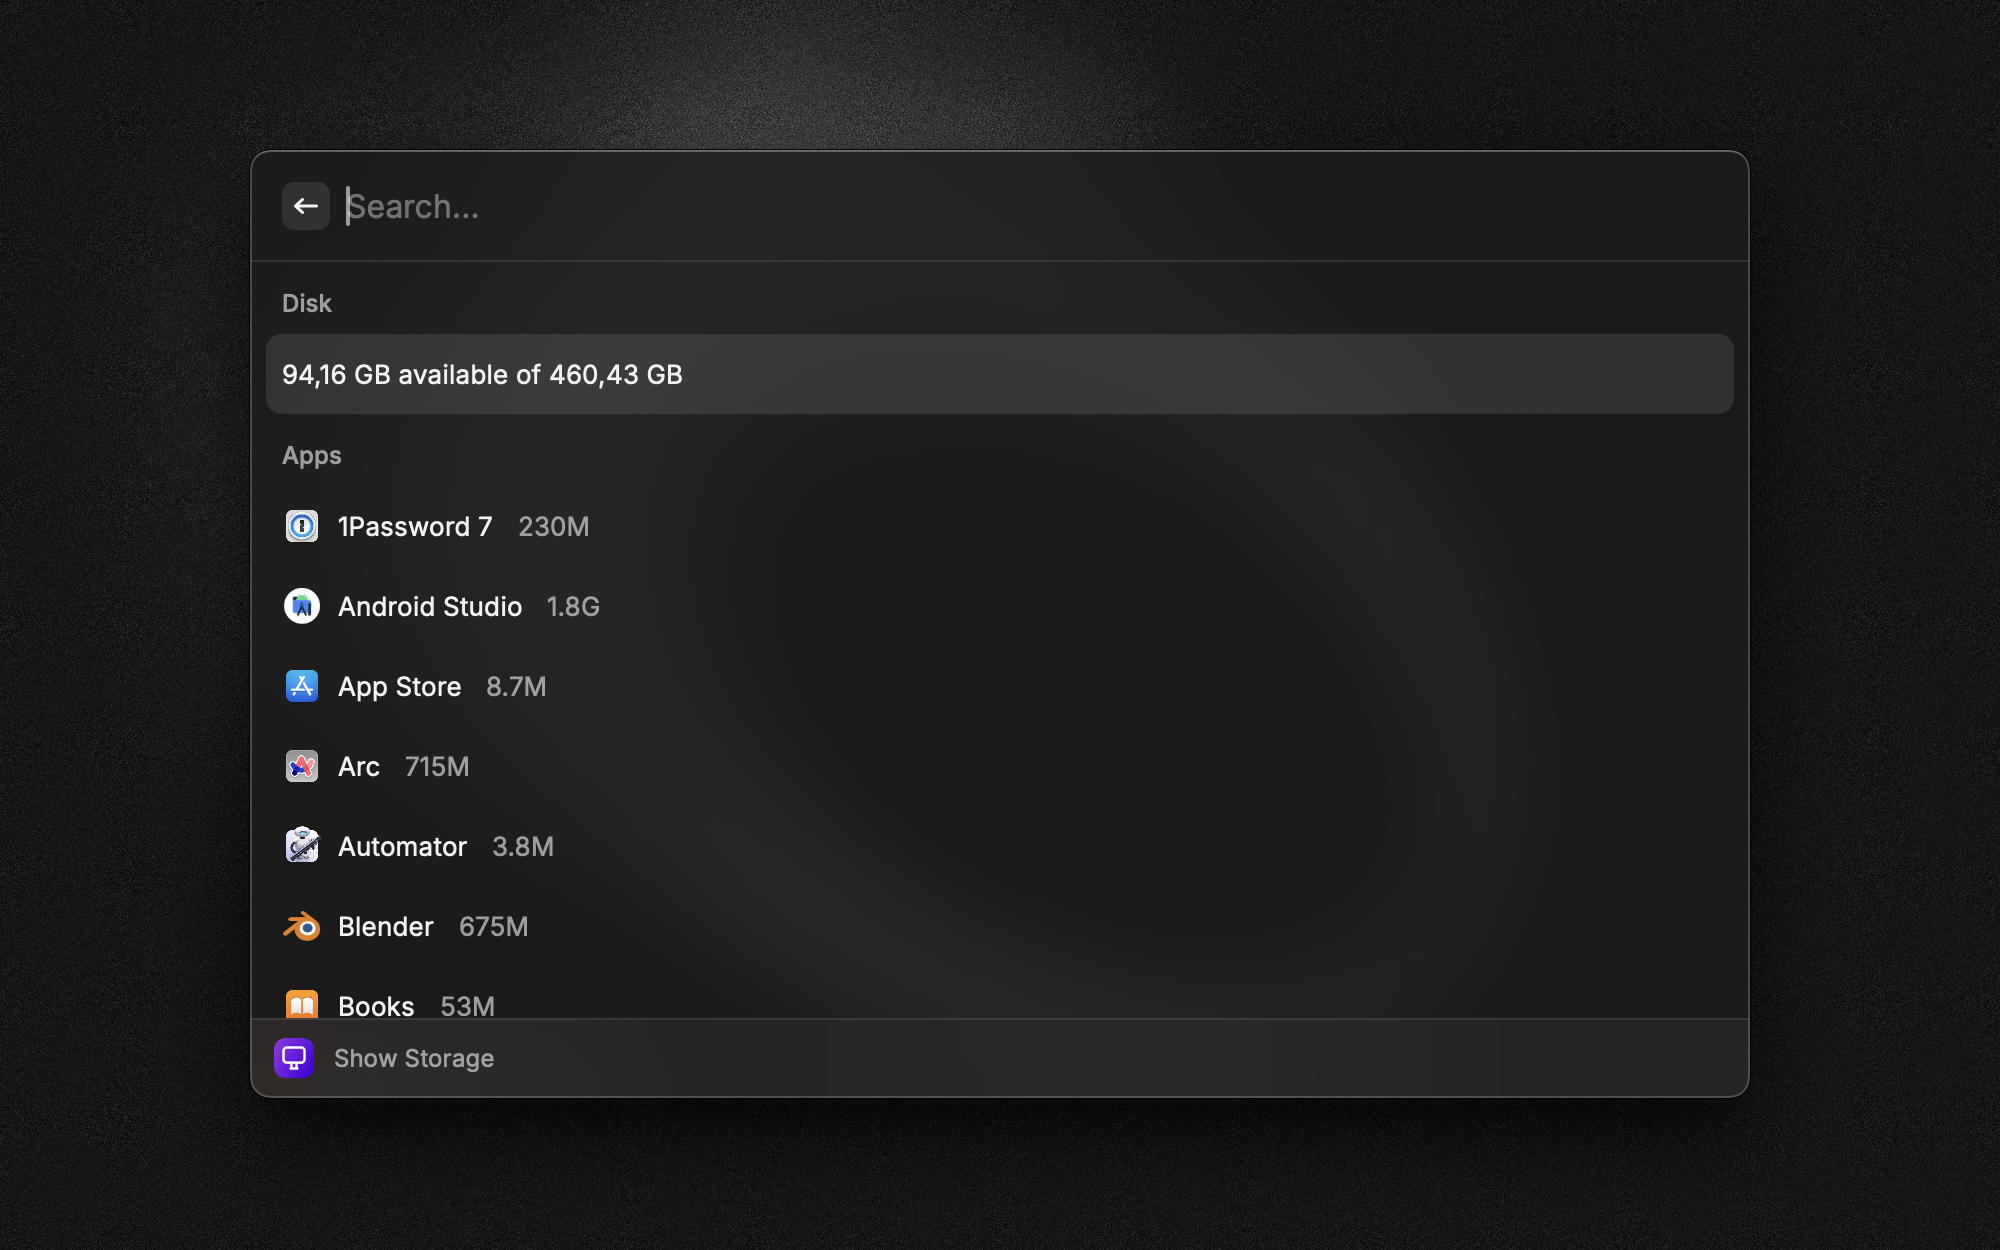 Search...
Disk
94,16 GB available of 460,43 GB
Apps
1Password 7 230M
Android Studio 1.8G
App Store 8.7M
Arc 715M
Automator 3.8M
Blender 675M
Books 53M
Show Storage